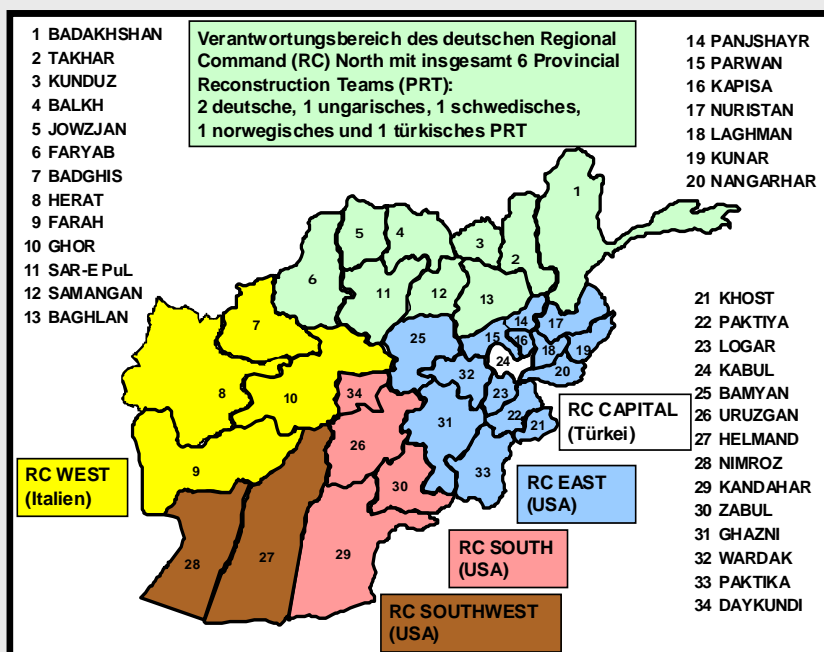 1 BADAKHSHAN
2 TAKHAR
3 KUNDUZ
4 BALKH
5 JOWZJAN
6 FARYAB
7 BADGHIS
8 HERAT
9 FARAH
10 GHOR
11 SAR-E PuL
12 SAMANGAN
13 BAGHLAN
Verantwortungsbereich des deutschen Regional
Command (RC) North mit insgesamt 6 Provincial
Reconstruction Teams (PRT):
2 deutsche, 1 ungarisches, 1 schwedisches,
1 norwegisches und 1 türkisches PRT
14 PANJSHAYR
15 PARWAN
16 KAPISA
17 NURISTAN
18 LAGHMAN
19 KUNAR
20 NANGARHAR
1
5
4
3
2
6
11
12
13
7
25
15
14
16
17
18
19
20
24
32
8
10
34
23
22
21
31
26
33
9
30
28
27
29
RC WEST
(Italien)
RC CAPITAL
(Türkei)
RC EAST
(USA)
RC SOUTH
(USA)
RC SOUTHWEST
(USA)
21 KHOST
22 PAKTIYA
23 LOGAR
24 KABUL
25 BAMYAN
26 URUZGAN
27 HELMAND
28 NIMROZ
29 KANDAHAR
30 ZABUL
31 GHAZNI
32 WARDAK
33 PAKTIKA
34 DAYKUNDI